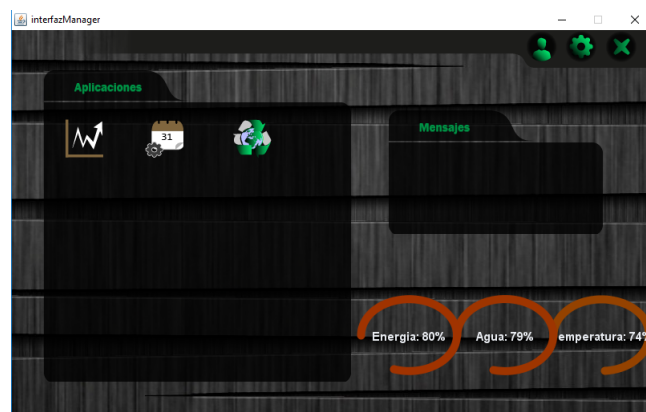 interfazManager
Aplicaciones
31
Mensajes
Energia: 80%
Agua: 79%
emperatura: 74%